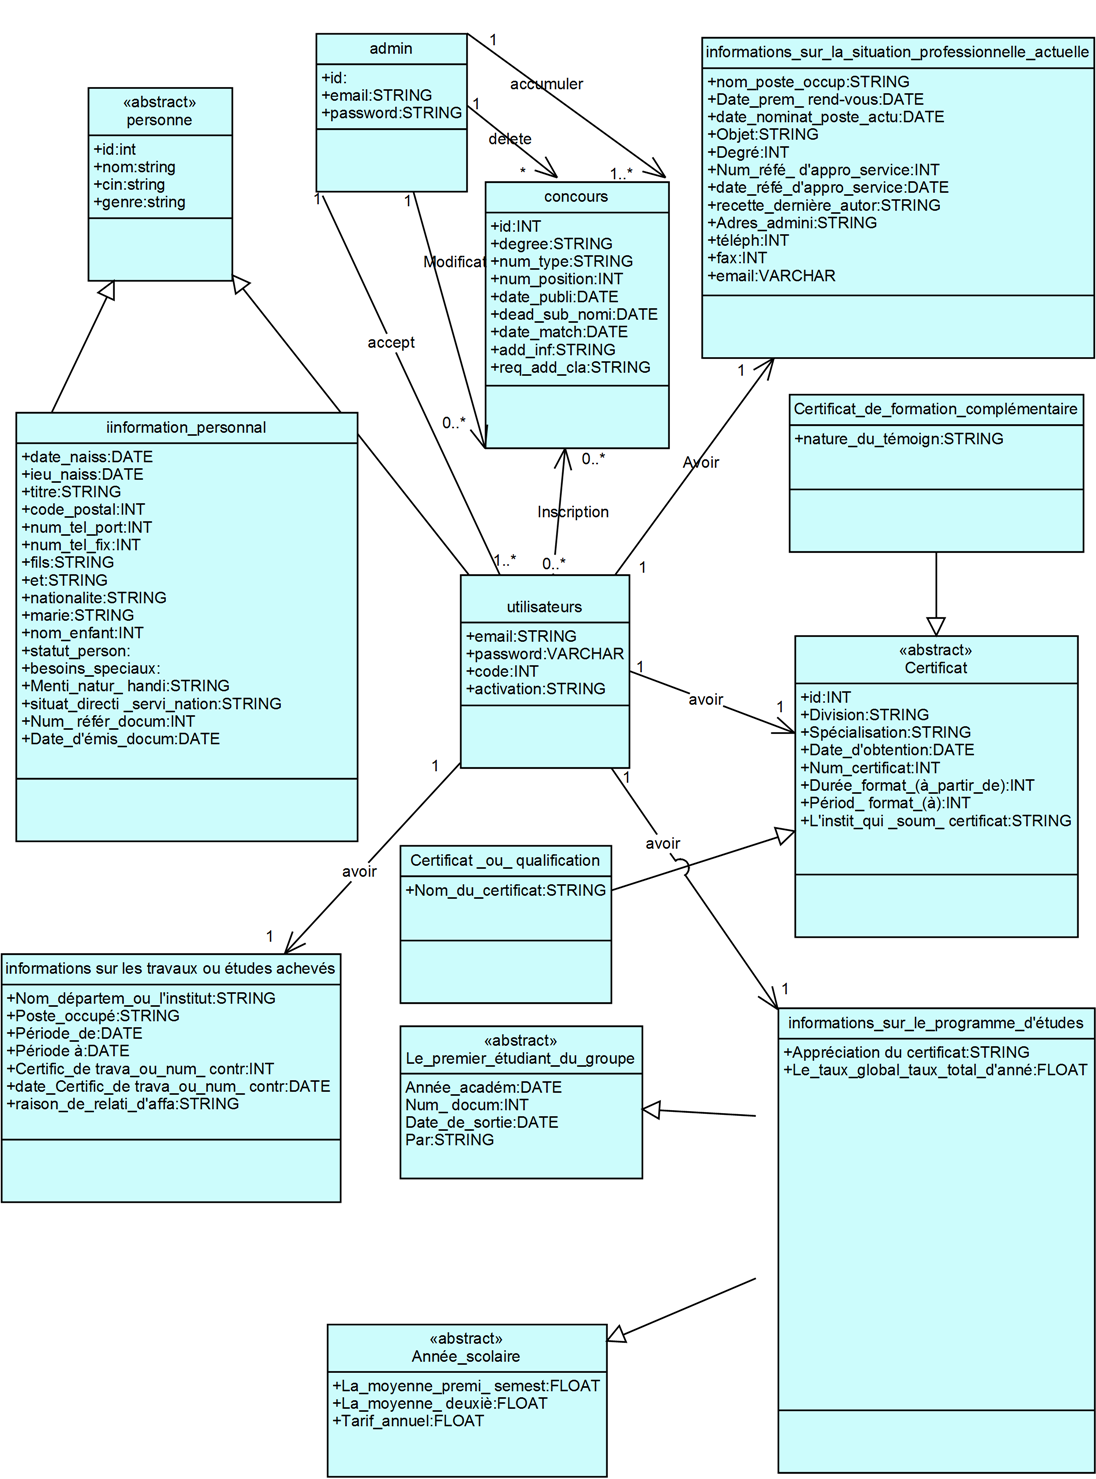 admin
+id:
+email:STRING
+password:STRING
1
accumuler
1
delete
*
1..*
1
1
Modificat
accept
0..*
1..*
«abstract»
personne
+id:int
+nom:string
+cin:string
+genre:string
concours
+id:INT
+degree:STRING
+num_type:STRING
+num_position:INT
+date_publi:DATE
+dead_sub_nomi:DATE
+date_match:DATE
+add_inf:STRING
+req_add_cla:STRING
0..*
Inscription
0..*
informations_sur_la_situation_professionnelle_actuelle
+nom_poste_occup:STRING
+Date_prem_ rend-vous:DATE
+date_nominat_poste_actu:DATE
+Objet:STRING
+Degré:INT
+Num_réfé_ d'appro_service:INT
+date_réfé_d'appro_service:DATE
+recette_dernière_autor:STRING
+Adres_admini:STRING
+téléph:INT
+fax:INT
+email:VARCHAR
1
Avoir
1
iinformation_personnal
+date_naiss:DATE
+ieu_naiss:DATE
+titre:STRING
+code_postal:INT
+num_tel_port:INT
+num_tel_fix:INT
+fils:STRING
+et:STRING
+nationalite:STRING
+marie:STRING
+nom_enfant:INT
+statut_person:
+besoins_speciaux:
+Menti_natur_ handi:STRING
+situat_directi _servi_nation:STRING
+Num_ référ_docum:INT
+Date_d'émis_docum:DATE
Certificat_de_formation_complémentaire
+nature_du_témoign:STRING
utilisateurs
+email:STRING
+password:VARCHAR
+code:INT
+activation:STRING
1
avoir
1
«abstract»
Certificat
+id:INT
+Division:STRING
+Spécialisation:STRING
+Date_d'obtention:DATE
+Num_certificat:INT
+Durée_format_(à_partir_de):INT
+Périod_ format_(à):INT
+L'instit_qui _soum_ certificat:STRING
1
avoir
1
1
avoir
1
Certificat _ou_ qualification
+Nom_du_certificat:STRING
informations sur les travaux ou études achevés
+Nom_départem_ou_l'institut:STRING
+Poste_occupé:STRING
+Période_de:DATE
+Période à:DATE
+Certific_de trava_ou_num_ contr:INT
+date_Certific_de trava_ou_num_ contr:DATE
+raison_de_relati_d'affa:STRING
«abstract»
Le_premier_étudiant_du_groupe
Année_académ:DATE
Num_ docum:INT
Date_de_sortie:DATE
Par:STRING
informations_sur_le_programme_d'études
+Appréciation du certificat:STRING
+Le_taux_global_taux_total_d'anné:FLOAT
«abstract»
Année_scolaire
+La_moyenne_premi_ semest:FLOAT
+La_moyenne_ deuxiè:FLOAT
+Tarif_annuel:FLOAT